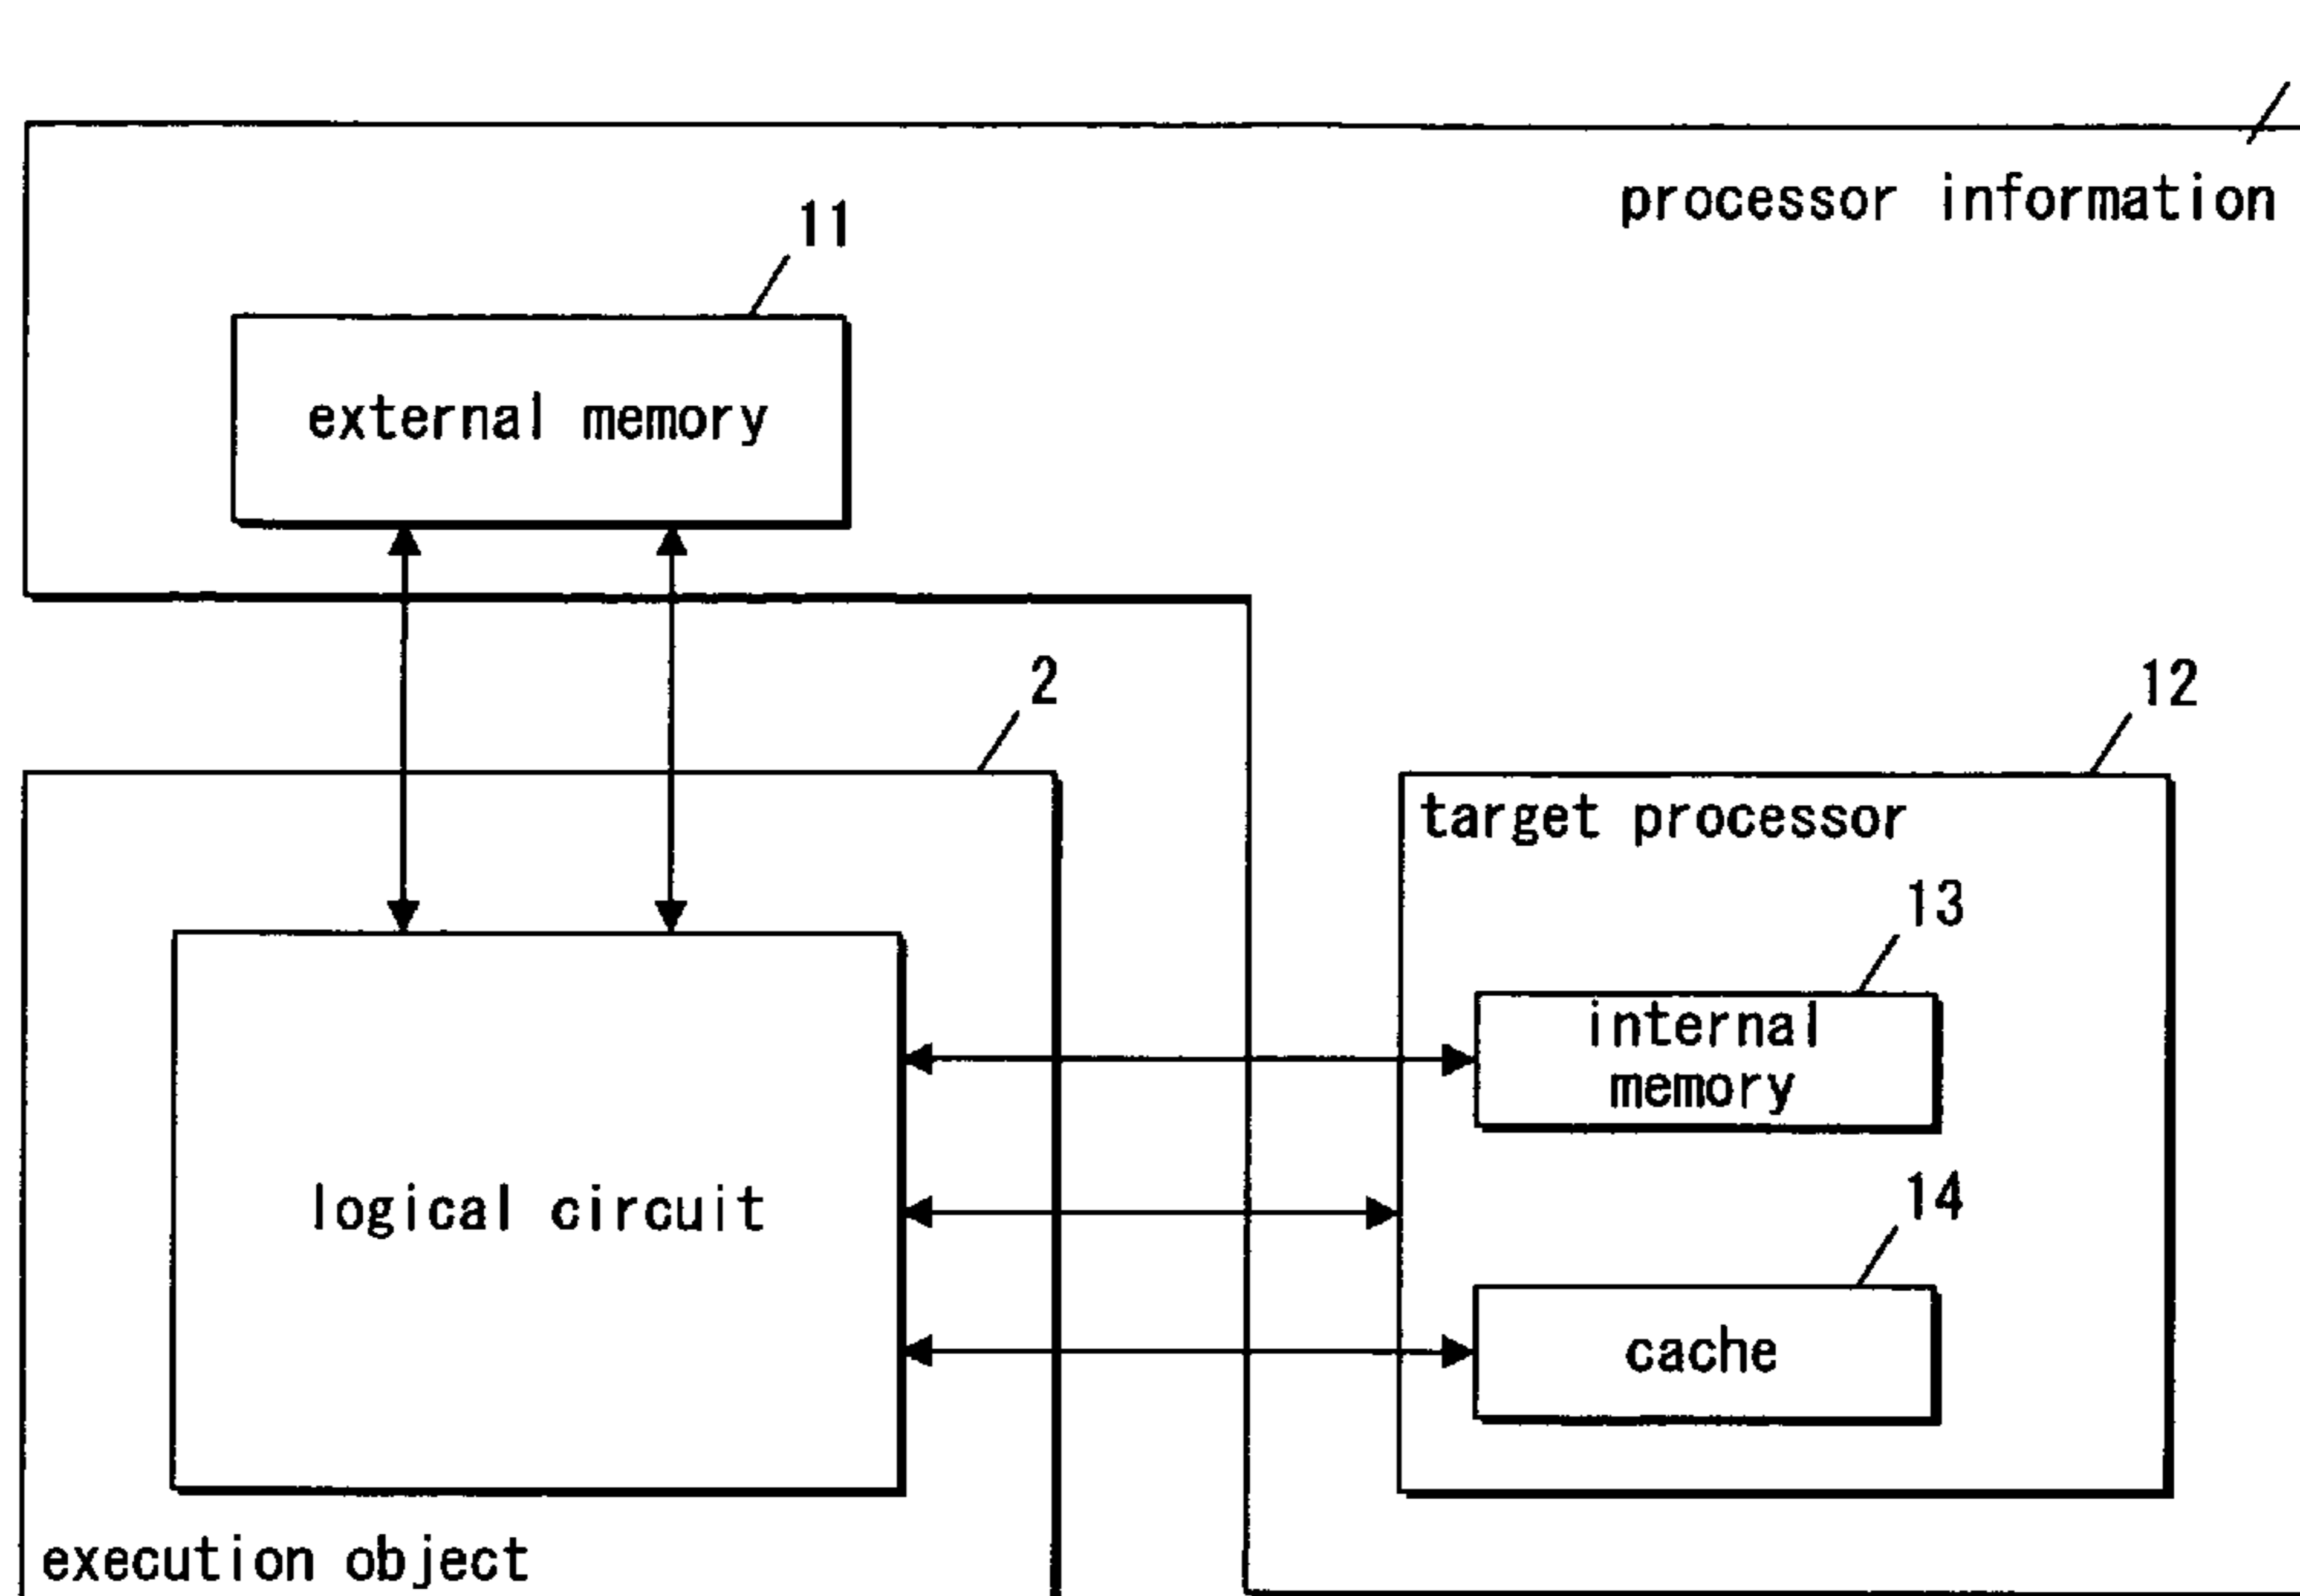 processor information
11
external memory
2
12
target processor
13
internal
memory
logical circuit
14
cache
execution object